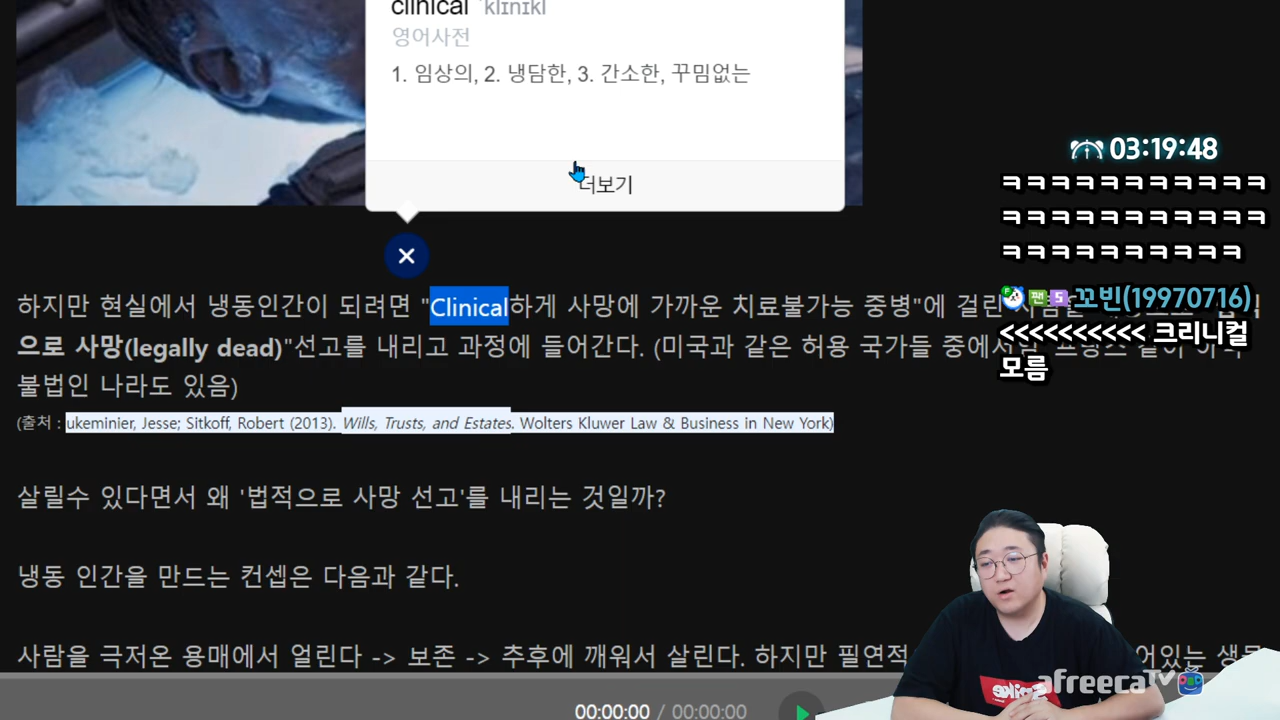 clinical ˈklɪnɪkl
영어사전
1. 임상의, 2. 냉담한, 3. 간소한, 꾸밈없는
더보기
03:19:48
ㅋㅋㅋㅋㅋㅋㅋㅋㅋㅋㅋ
ㅋㅋㅋㅋㅋㅋㅋㅋㅋㅋㅋ
ㅋㅋㅋㅋㅋㅋㅋㅋㅋㅋ
F 팬 5 꼬빈(19970716)
<<<<<<<<<< 크리니컬
모름
하지만 현실에서 냉동인간이 되려면 "Clinical하게 사망에 가까운 치료불가능 중병"에 걸린
으로 사망(legally dead)"선고를 내리고 과정에 들어간다. (미국과 같은 허용 국가들 중에서
불법인 나라도 있음)
(출처 : ukeminier, Jesse; Sitkoff, Robert (2013). Wills, Trusts, and Estates. Wolters Kluwer Law & Business in New York)
살릴수 있다면서 왜 '법적으로 사망 선고'를 내리는 것일까?
냉동 인간을 만드는 컨셉은 다음과 같다.
사람을 극저온 용매에서 얼린다 -> 보존 -> 추후에 깨워서 살린다. 하지만 필연적
afreecaTV
00:00:00 / 00:00:00